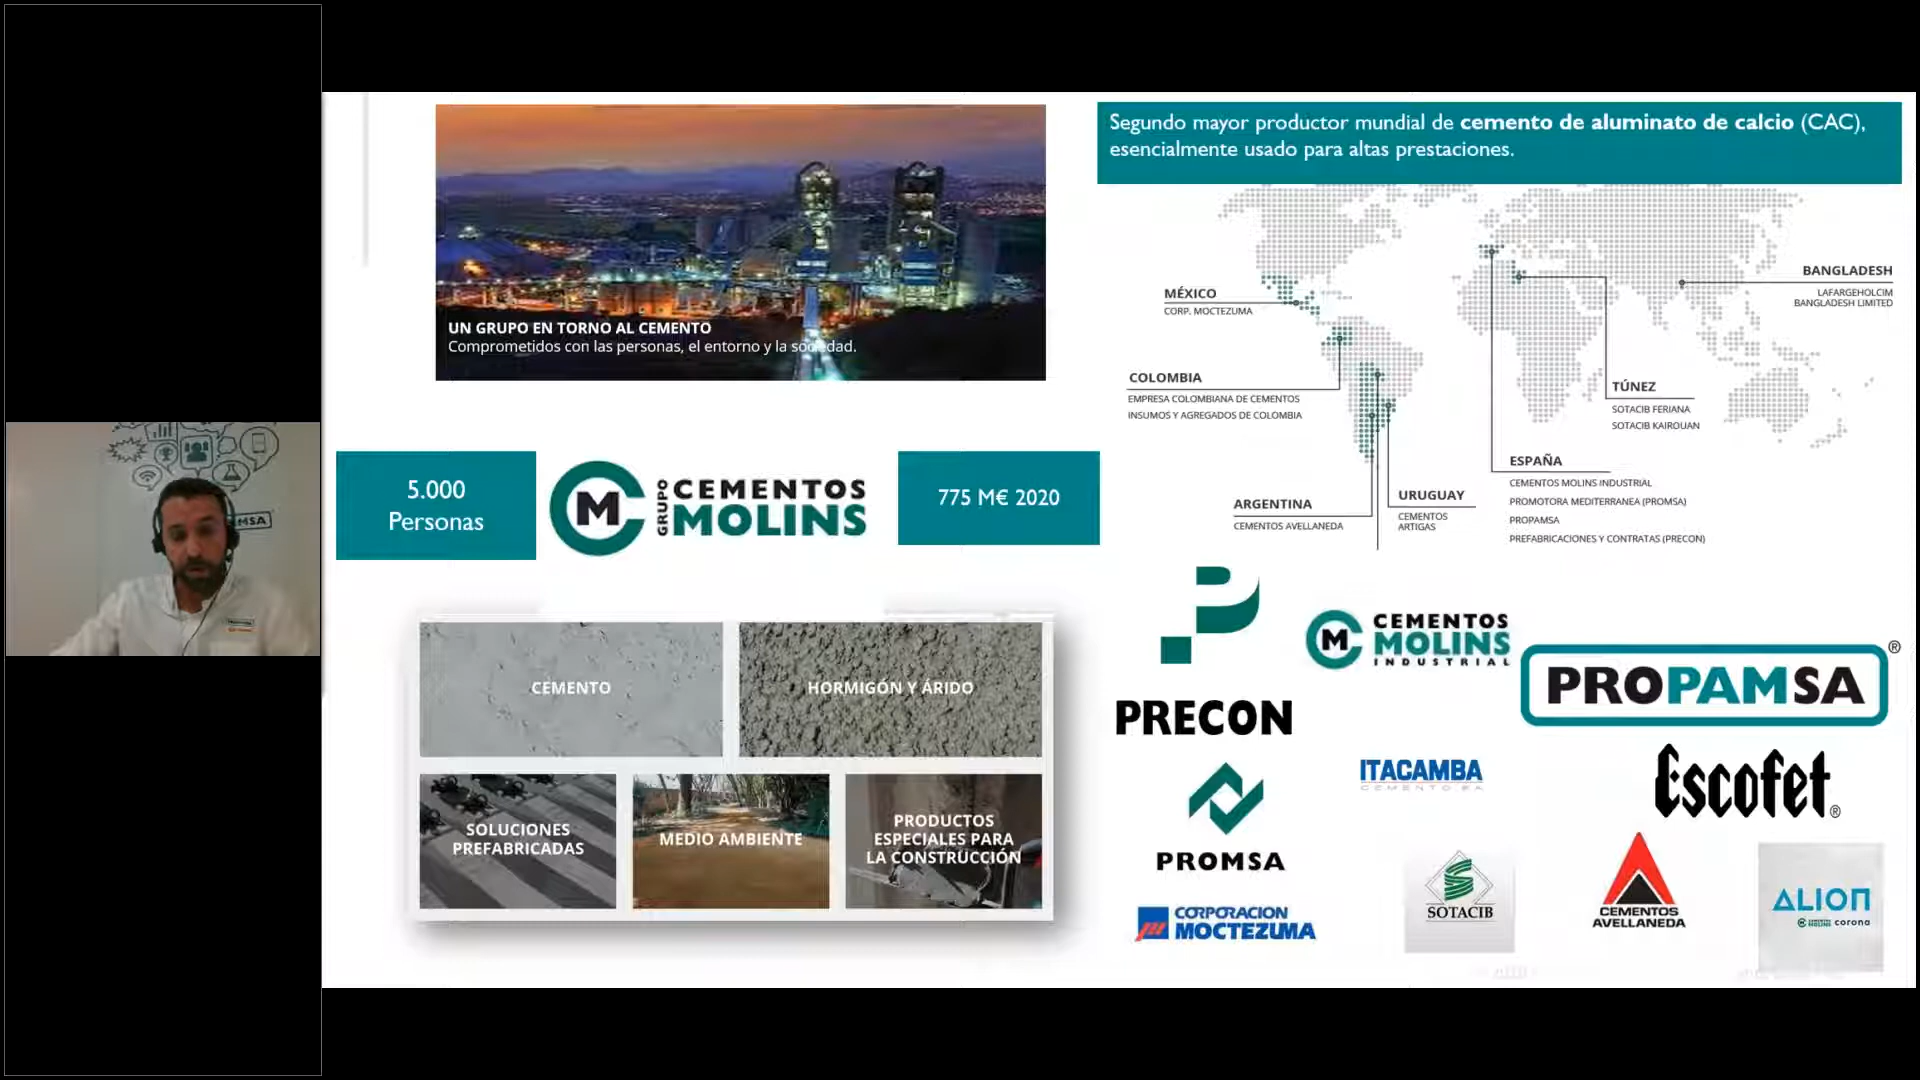 Segundo mayor productor mundial de cemento de aluminato de calcio (CAC),
esencialmente usado para altas prestaciones.
UN GRUPO EN TORNO AL CEMENTO
Comprometidos con las personas, el entorno y la sociedad.
5.000
Personas
GRUPO
CEMENTOS
MOLINS
775 M€ 2020
CEMENTO
HORMIGÓN Y ÁRIDO
SOLUCIONES
PREFABRICADAS
MEDIO AMBIENTE
PRODUCTOS
ESPECIALES PARA
LA CONSTRUCCIÓN
MÉXICO
CORP. MOCTEZUMA
COLOMBIA
EMPRESA COLOMBIANA DE CEMENTOS
INSUMOS Y AGREGADOS DE COLOMBIA
ARGENTINA
CEMENTOS AVELLANEDA
URUGUAY
CEMENTOS
ARTIGAS
ESPAÑA
CEMENTOS MOLINS INDUSTRIAL
PROMOTORA MEDITERRANEA (PROMSA)
PROPAMSA
PREFABRICACIONES Y CONTRATAS (PRECON)
TÚNEZ
SOTACIB FERIANA
SOTACIB KAIROUAN
BANGLADESH
LAFARGEHOLCIM
BANGLADESH LIMITED
PRECON
CEMENTOS
MOLINS
INDUSTRIAL
PROPAMSA®
ITACAMBA
CEMENTO S.A.
Escofet®
PROMSA
CORPORACION
MOCTEZUMA
SOTACIB
CEMENTOS
AVELLANEDA
ALION
CEMENTOS MOLINS corona
MSA